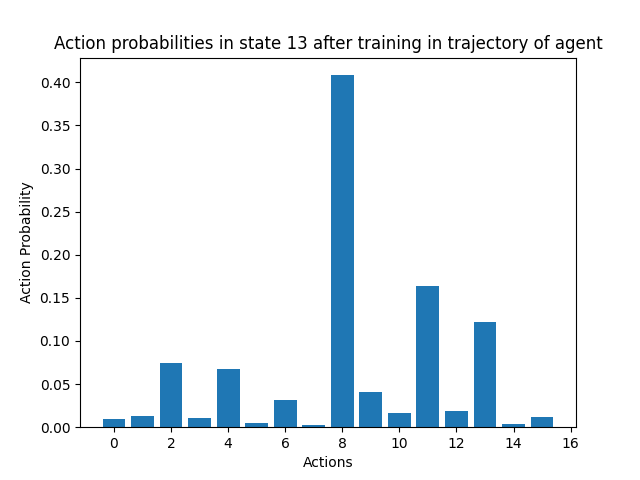 Action probabilities in state 13 after training in trajectory of agent
0.40
0.35
0.30
0.25
0.20
0.15
0.10
0.05
0.00
Action Probability
0 2 4 6 8 10 12 14 16
Actions